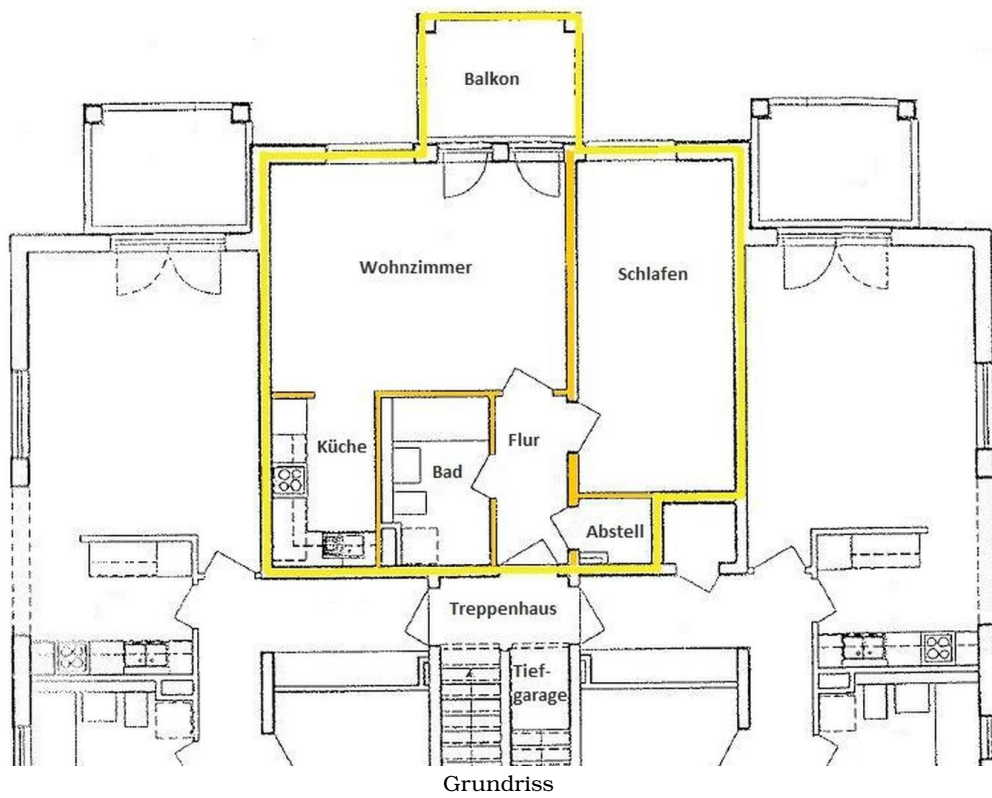 Balkon
Wohnzimmer
Schlafen
Küche
Bad
Flur
Abstell
Treppenhaus
Tief-
garage
Grundriss